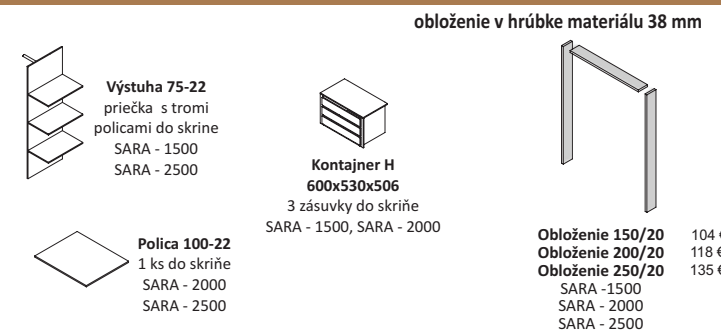 obloženie v hrúbke materiálu 38 mm
Výstuha 75-22
priečka s tromi
policami do skrine
SARA - 1500
SARA - 2500
Kontajner H
600x530x506
3 zásuvky do skriňe
SARA - 1500, SARA - 2000
Polica 100-22
1 ks do skriňe
SARA - 2000
SARA - 2500
Obloženie 150/20 104 €
Obloženie 200/20 118 €
Obloženie 250/20 135 €
SARA -1500
SARA - 2000
SARA - 2500